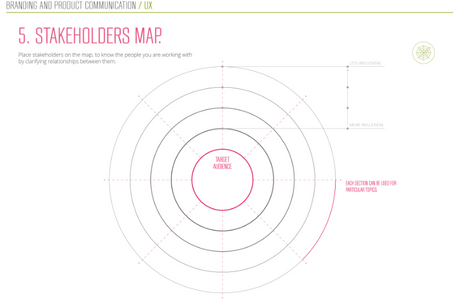 BRANDING AND PRODUCT COMMUNICATION / UX
5. STAKEHOLDERS MAP.
Place stakeholders on the map, to know the people you are working with
by clarifying relationships between them.
LESS INFLUENTIAL
MORE INFLUENTIAL
TARGET
AUDIENCE
EACH SECTION CAN BE USED FOR
PARTICULAR TOPICS.